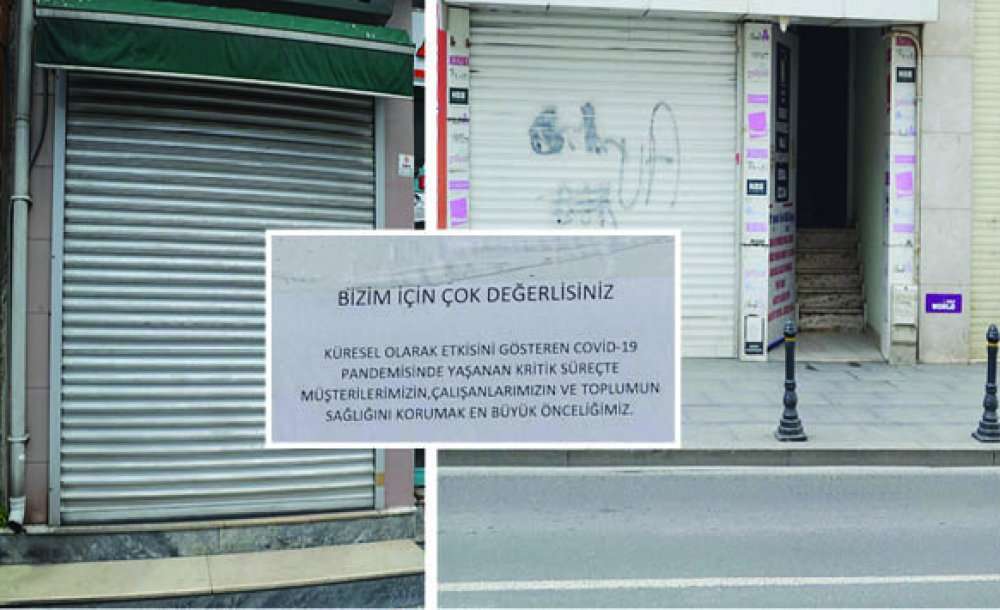 BİZİM İÇİN ÇOK DEĞERLİSİNİZ
KÜRESEL OLARAK ETKİSİNİ GÖSTEREN COVİD-19
PANDEMİSİNDE YAŞANAN KRİTİK SÜREÇTE
MÜŞTERİLERİMİZİN,ÇALIŞANLARIMIZIN VE TOPLUMUN
SAĞLIĞINI KORUMAK EN BÜYÜK ÖNCELİĞİMİZ.